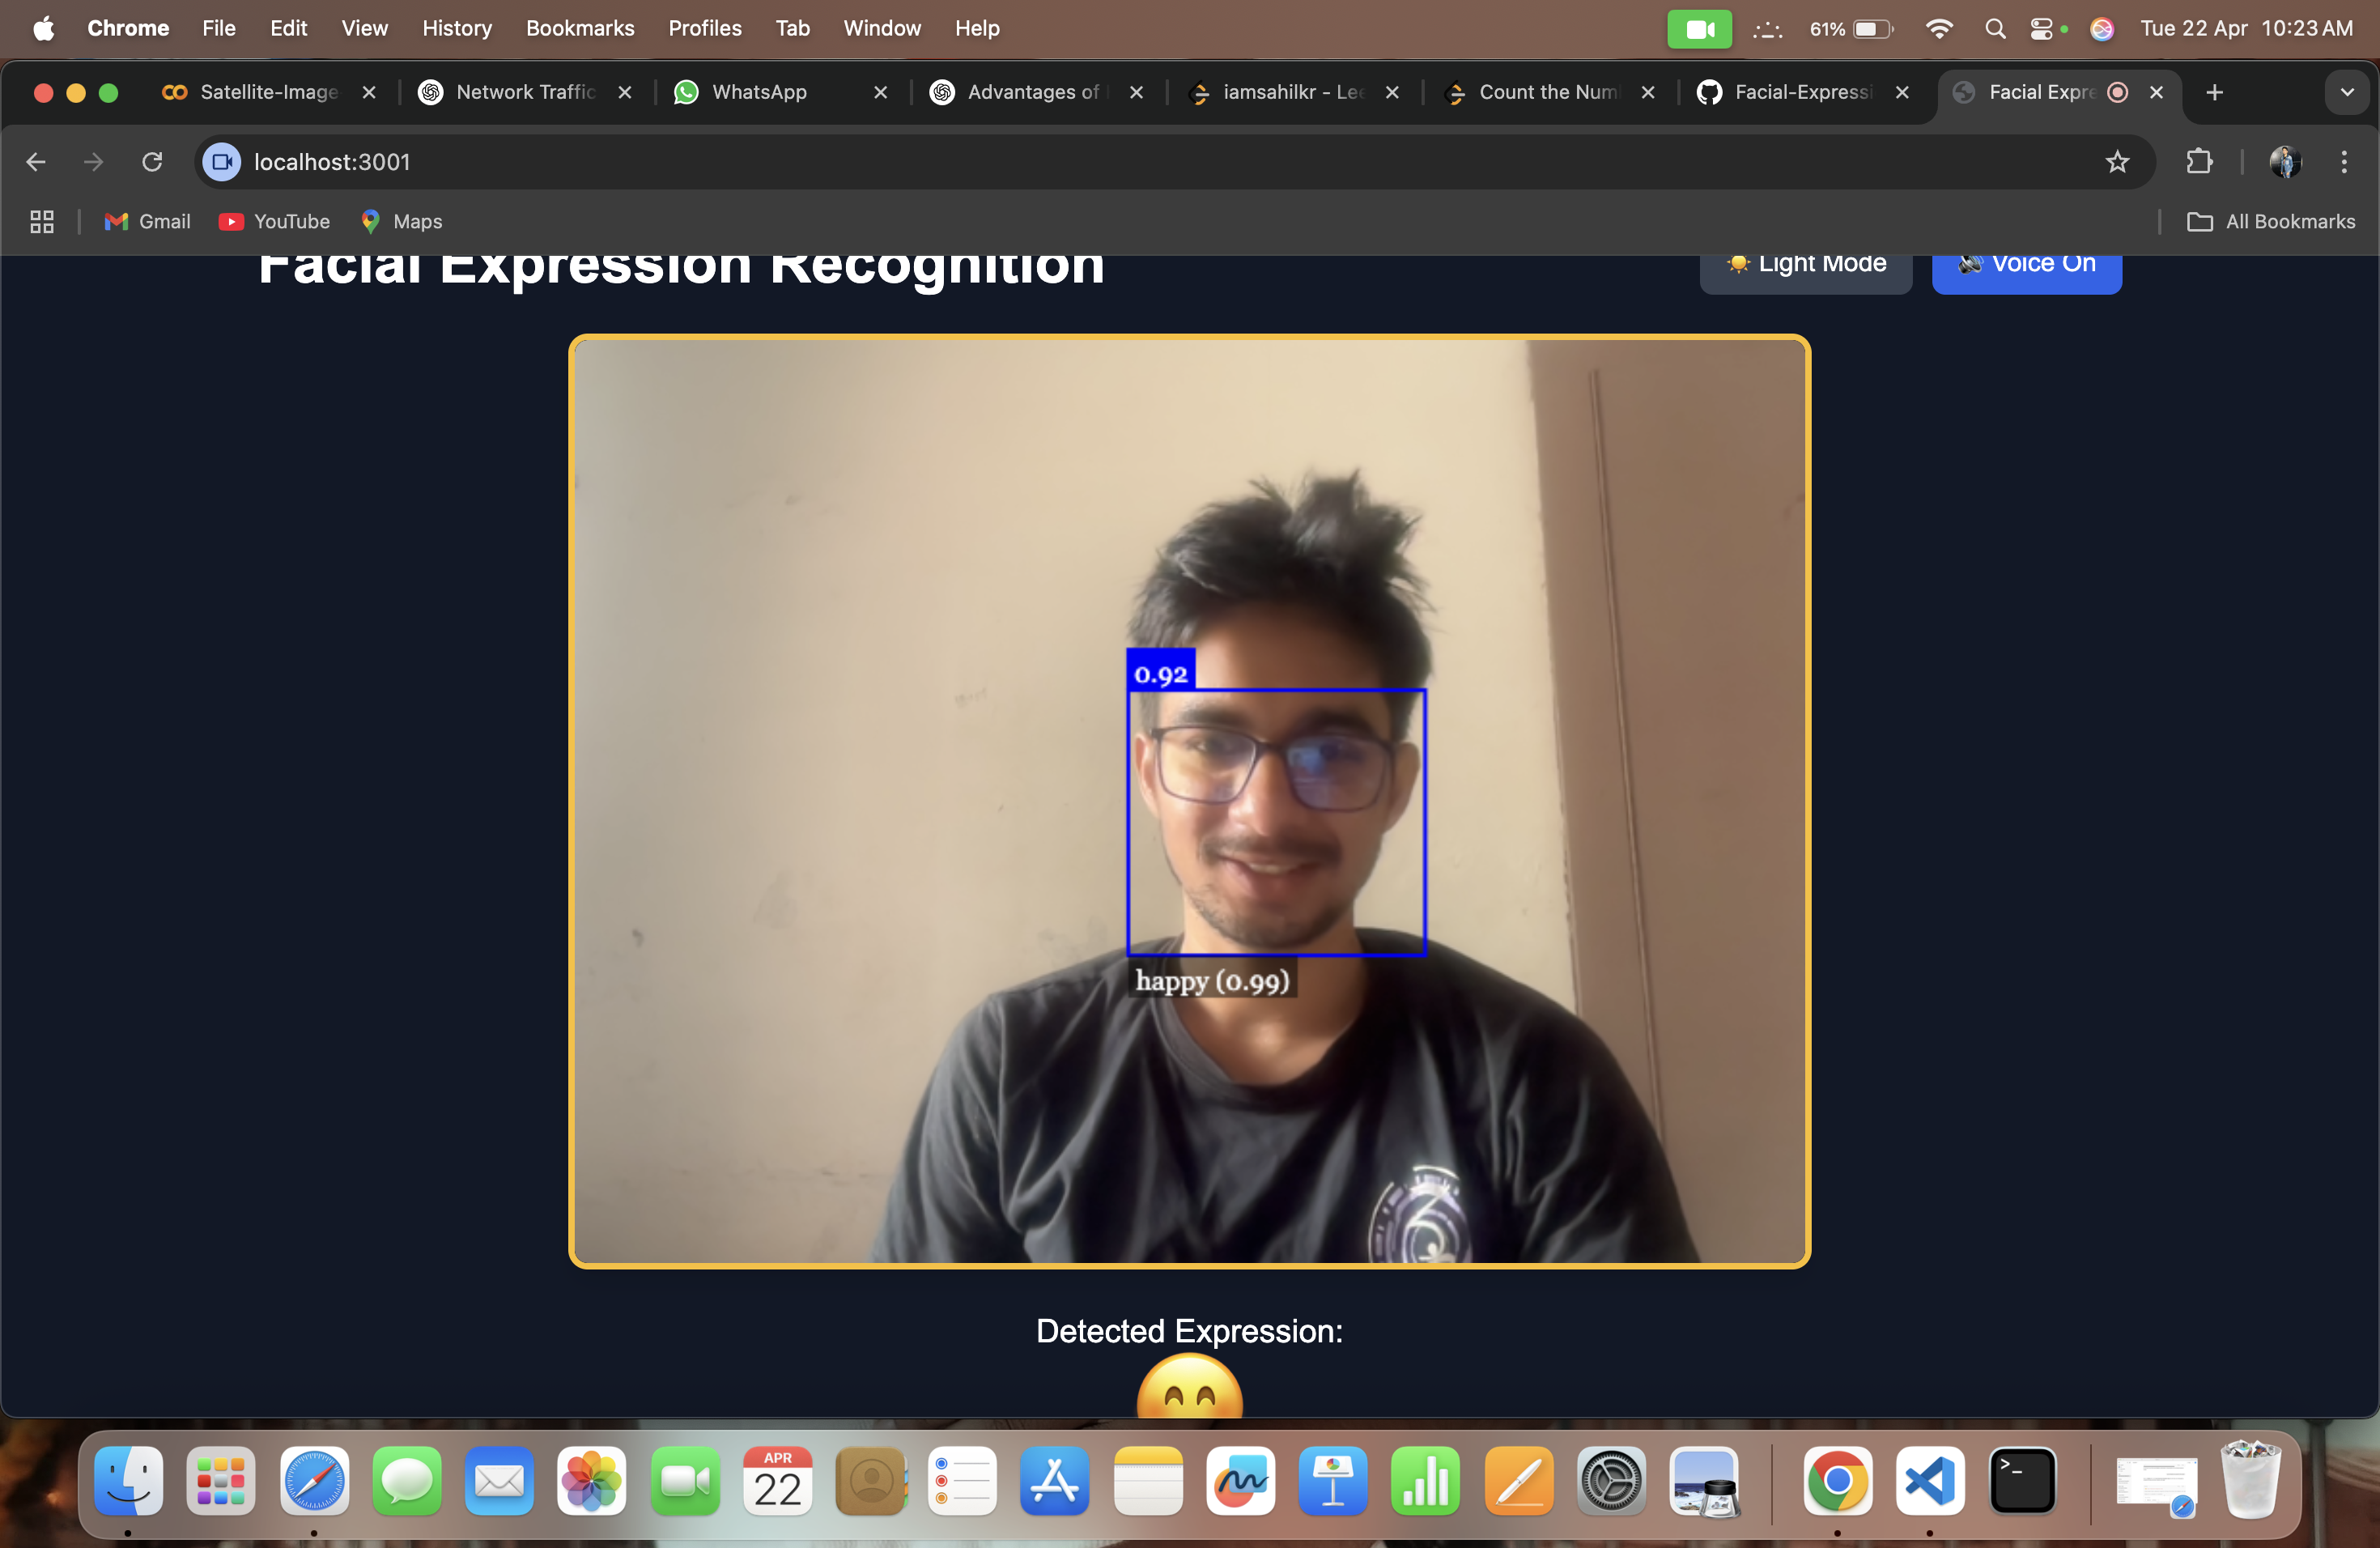 Chrome File Edit View History Bookmarks Profiles Tab Window Help 61% Tue 22 Apr 10:23 AM
Satellite-Image Network Traffic WhatsApp Advantages of iamsahilkr - Lee Count the Num Facial-Expressi Facial Expre
localhost:3001
Gmail YouTube Maps All Bookmarks
Facial Expression Recognition Light Mode Voice On
0.92
happy (0.99)
Detected Expression:
APR
22